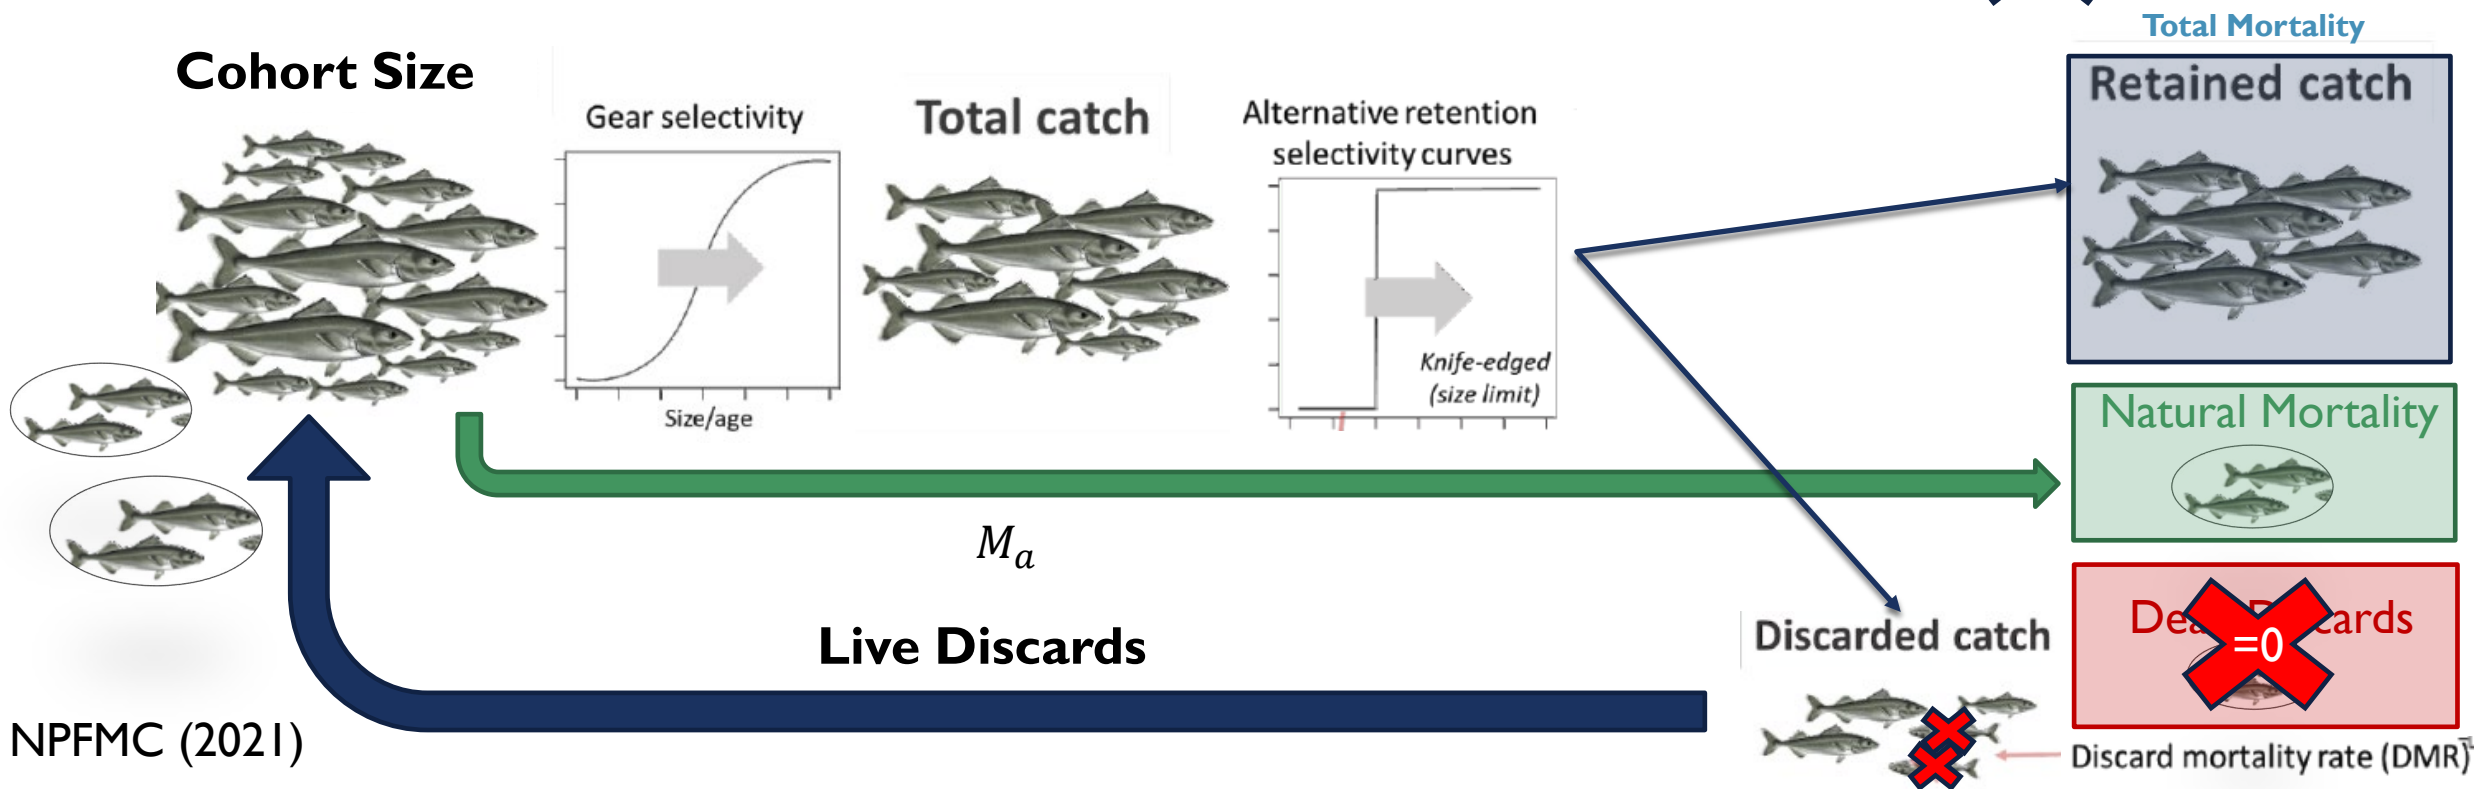 Total Mortality
Cohort Size
Retained catch
Gear selectivity
Total catch
Alternative retention
selectivity curves
Knife-edged
(size limit)
Size/age
Natural Mortality
Mₐ
Live Discards
Discarded catch
=0
NPFMC (2021)
Discard mortality rate (DMR)